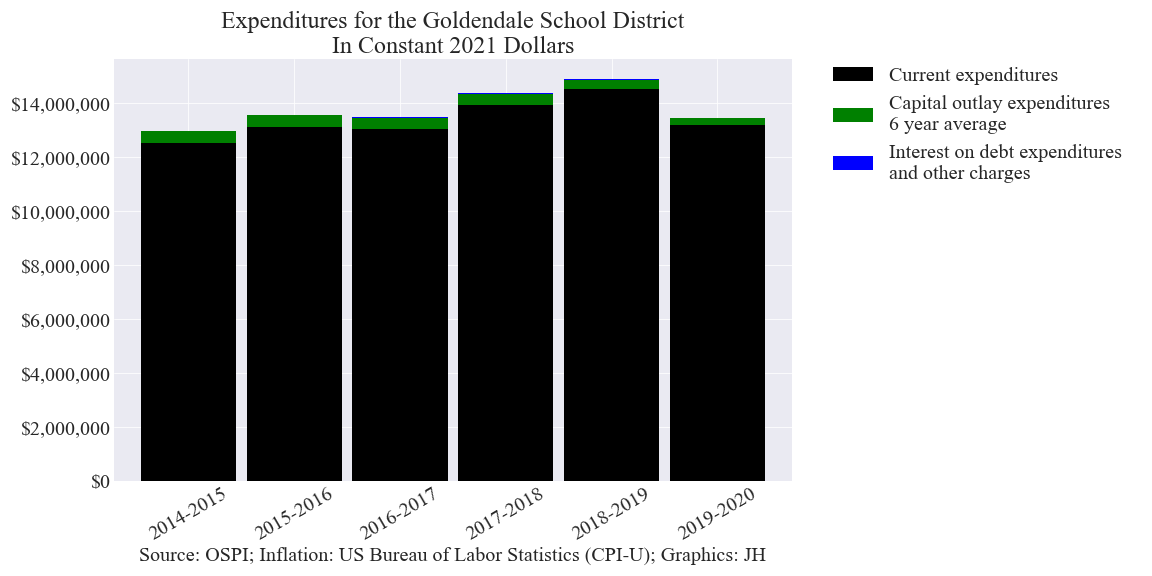 Expenditures for the Goldendale School District
In Constant 2021 Dollars
$14,000,000
$12,000,000
$10,000,000
$8,000,000
$6,000,000
$4,000,000
$2,000,000
$0
2014-2015
2015-2016
2016-2017
2017-2018
2018-2019
2019-2020
Source: OSPI; Inflation: US Bureau of Labor Statistics (CPI-U); Graphics: JH
Current expenditures
Capital outlay expenditures
6 year average
Interest on debt expenditures
and other charges